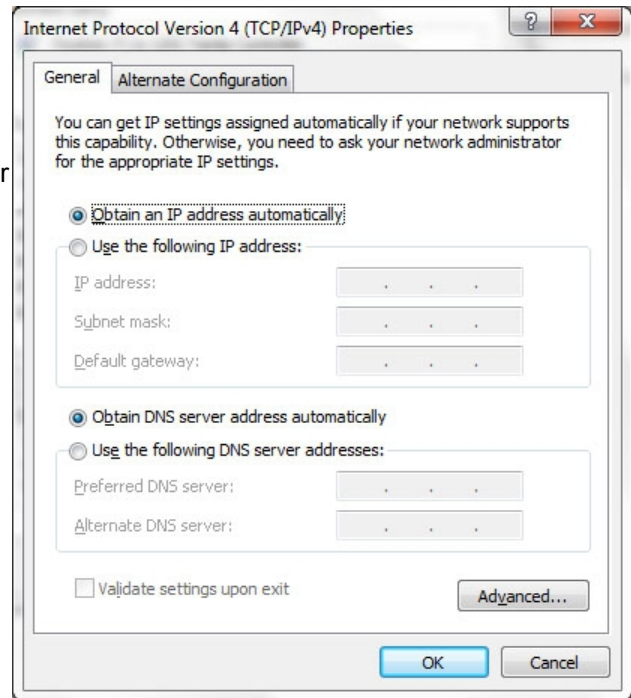 Internet Protocol Version 4 (TCP/IPv4) Properties
? X
General Alternate Configuration
You can get IP settings assigned automatically if your network supports
this capability. Otherwise, you need to ask your network administrator
for the appropriate IP settings.
r
Obtain an IP address automatically
Use the following IP address:
IP address: . . .
Subnet mask: . . .
Default gateway: . . .
Obtain DNS server address automatically
Use the following DNS server addresses:
Preferred DNS server: . . .
Alternate DNS server: . . .
Validate settings upon exit
Advanced...
OK Cancel